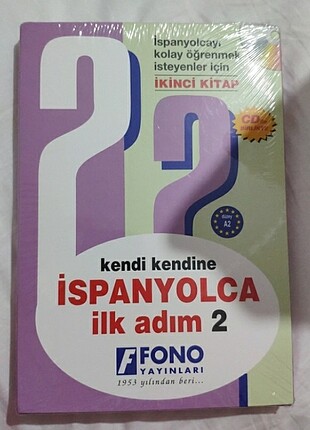 İspanyolcayı
kolay öğrenmek
isteyenler için
İKİNCİ KİTAP
CD
düzey
A2
kendi kendine
İSPANYOLCA
ilk adım 2
F FONO
YAYINLARI
1953 yılından beri...